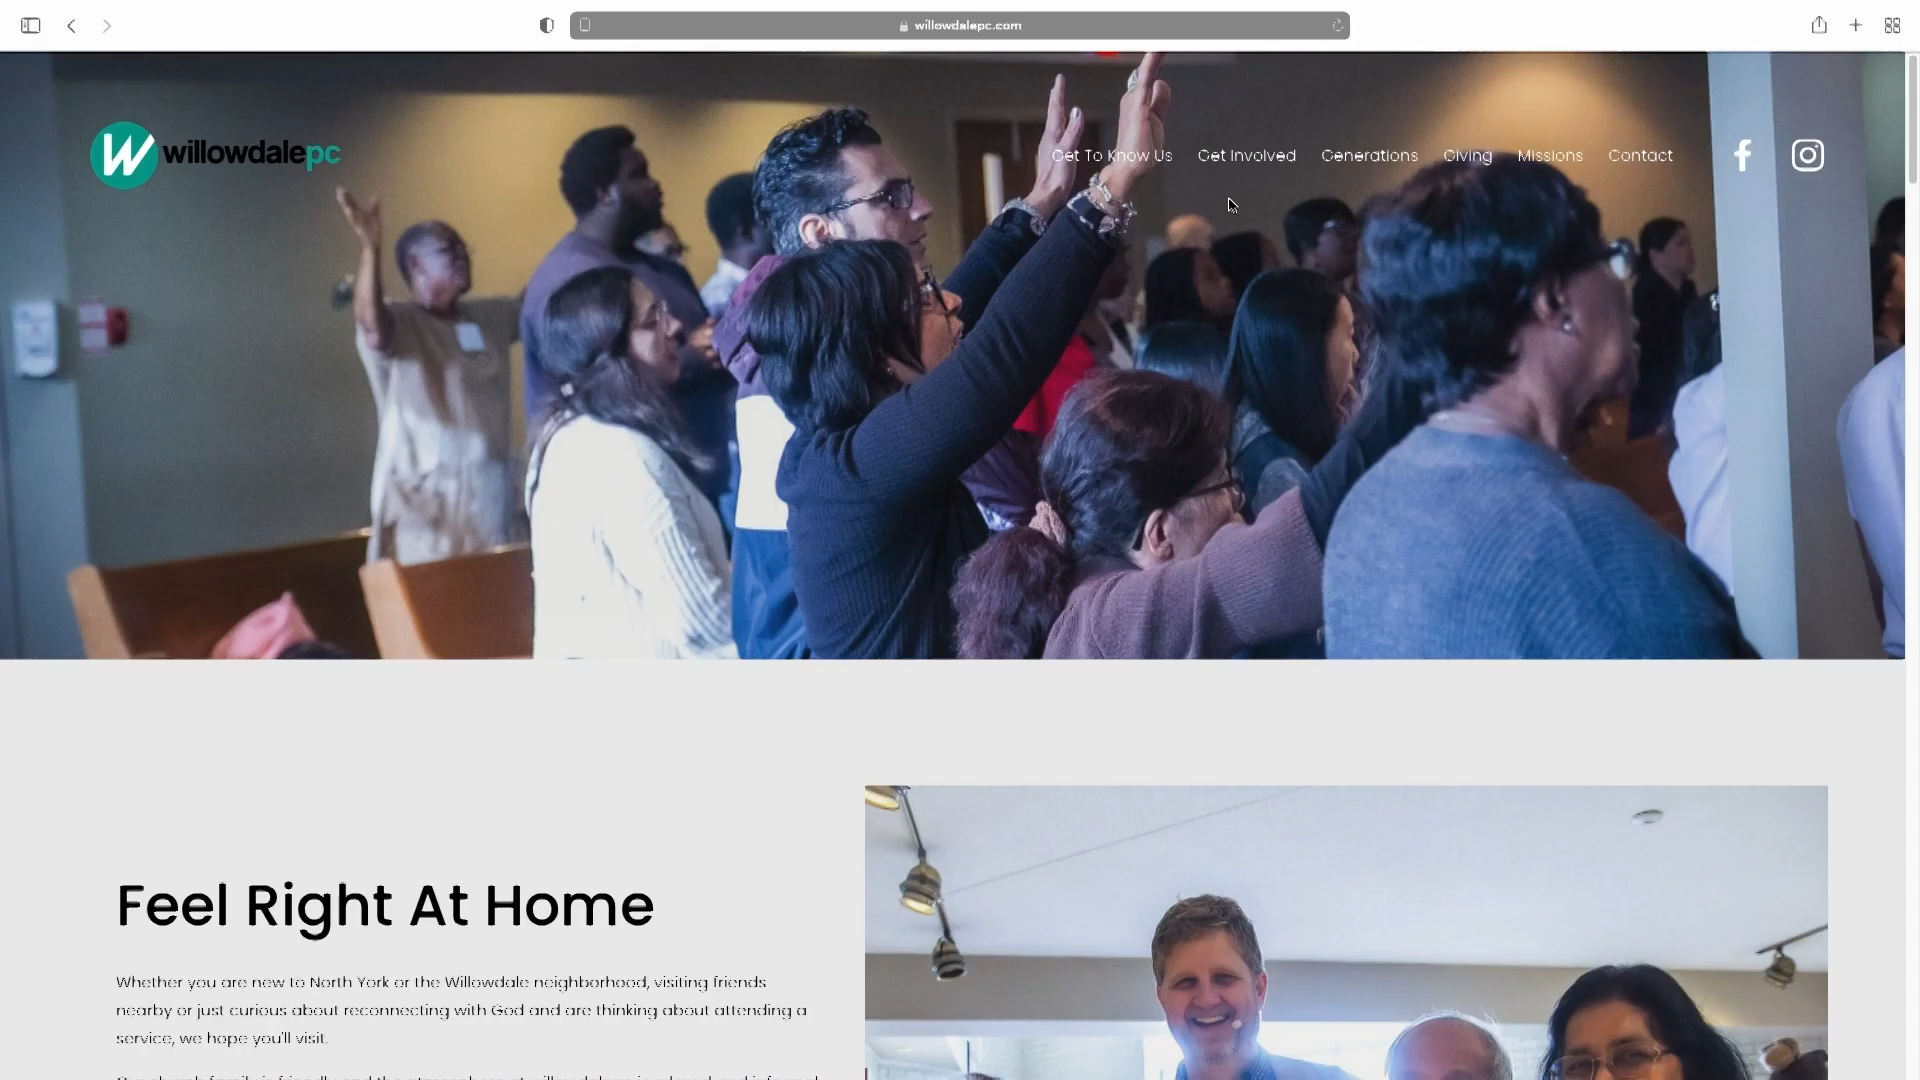 willowdalepc.com
W willowdalepc
Get To Know Us Get Involved Generations Giving Missions Contact
Feel Right At Home
Whether you are new to North York or the Willowdale neighborhood, visiting friends
nearby or just curious about reconnecting with God and are thinking about attending a
service, we hope you'll visit.